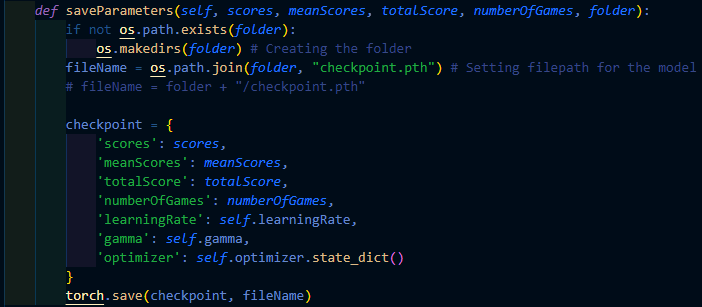 def saveParameters(self, scores, meanScores, totalScore, numberOfGames, folder):
if not os.path.exists(folder):
os.makedirs(folder) # Creating the folder
fileName = os.path.join(folder, "checkpoint.pth") # Setting filepath for the model
# fileName = folder + "/checkpoint.pth"
checkpoint = {
'scores': scores,
'meanScores': meanScores,
'totalScore': totalScore,
'numberOfGames': numberOfGames,
'learningRate': self.learningRate,
'gamma': self.gamma,
'optimizer': self.optimizer.state_dict()
}
torch.save(checkpoint, fileName)